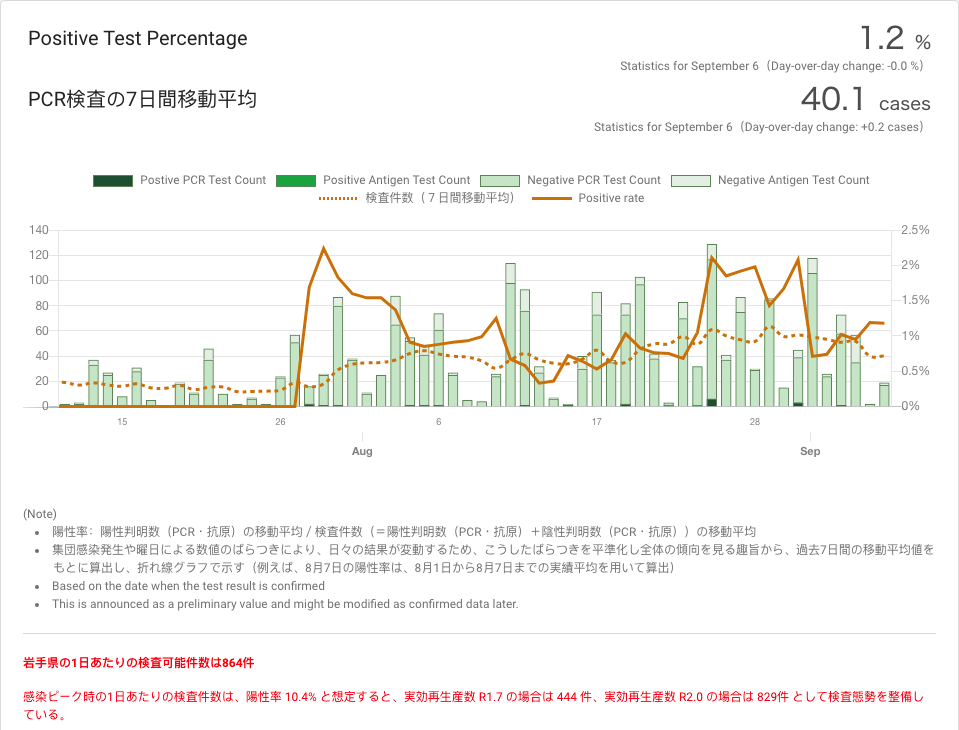 Positive Test Percentage
1.2 %
Statistics for September 6（Day-over-day change: -0.0 %）
PCR検査の7日間移動平均
40.1 cases
Statistics for September 6（Day-over-day change: +0.2 cases）
Postive PCR Test Count Positive Antigen Test Count Negative PCR Test Count Negative Antigen Test Count
検査件数（７日間移動平均） Positive rate
140 2.5%
120 2%
100
80 1.5%
60 1%
40 0.5%
20
0 0%
15 26 6 17 28
Aug Sep
(Note)
陽性率：陽性判明数（PCR・抗原）の移動平均 / 検査件数（＝陽性判明数（PCR・抗原）＋陰性判明数（PCR・抗原））の移動平均
集団感染発生や曜日による数値のばらつきにより、日々の結果が変動するため、こうしたばらつきを平準化し全体の傾向を見る趣旨から、過去7日間の移動平均値を
もとに算出し、折れ線グラフで示す（例えば、8月7日の陽性率は、8月1日から8月7日までの実績平均を用いて算出）
Based on the date when the test result is confirmed
This is announced as a preliminary value and might be modified as confirmed data later.
岩手県の1日あたりの検査可能件数は864件
感染ピーク時の1日あたりの検査件数は、陽性率 10.4% と想定すると、実効再生産数 R1.7 の場合は 444 件、実効再生産数 R2.0 の場合は 829件 として検査態勢を整備し
ている。